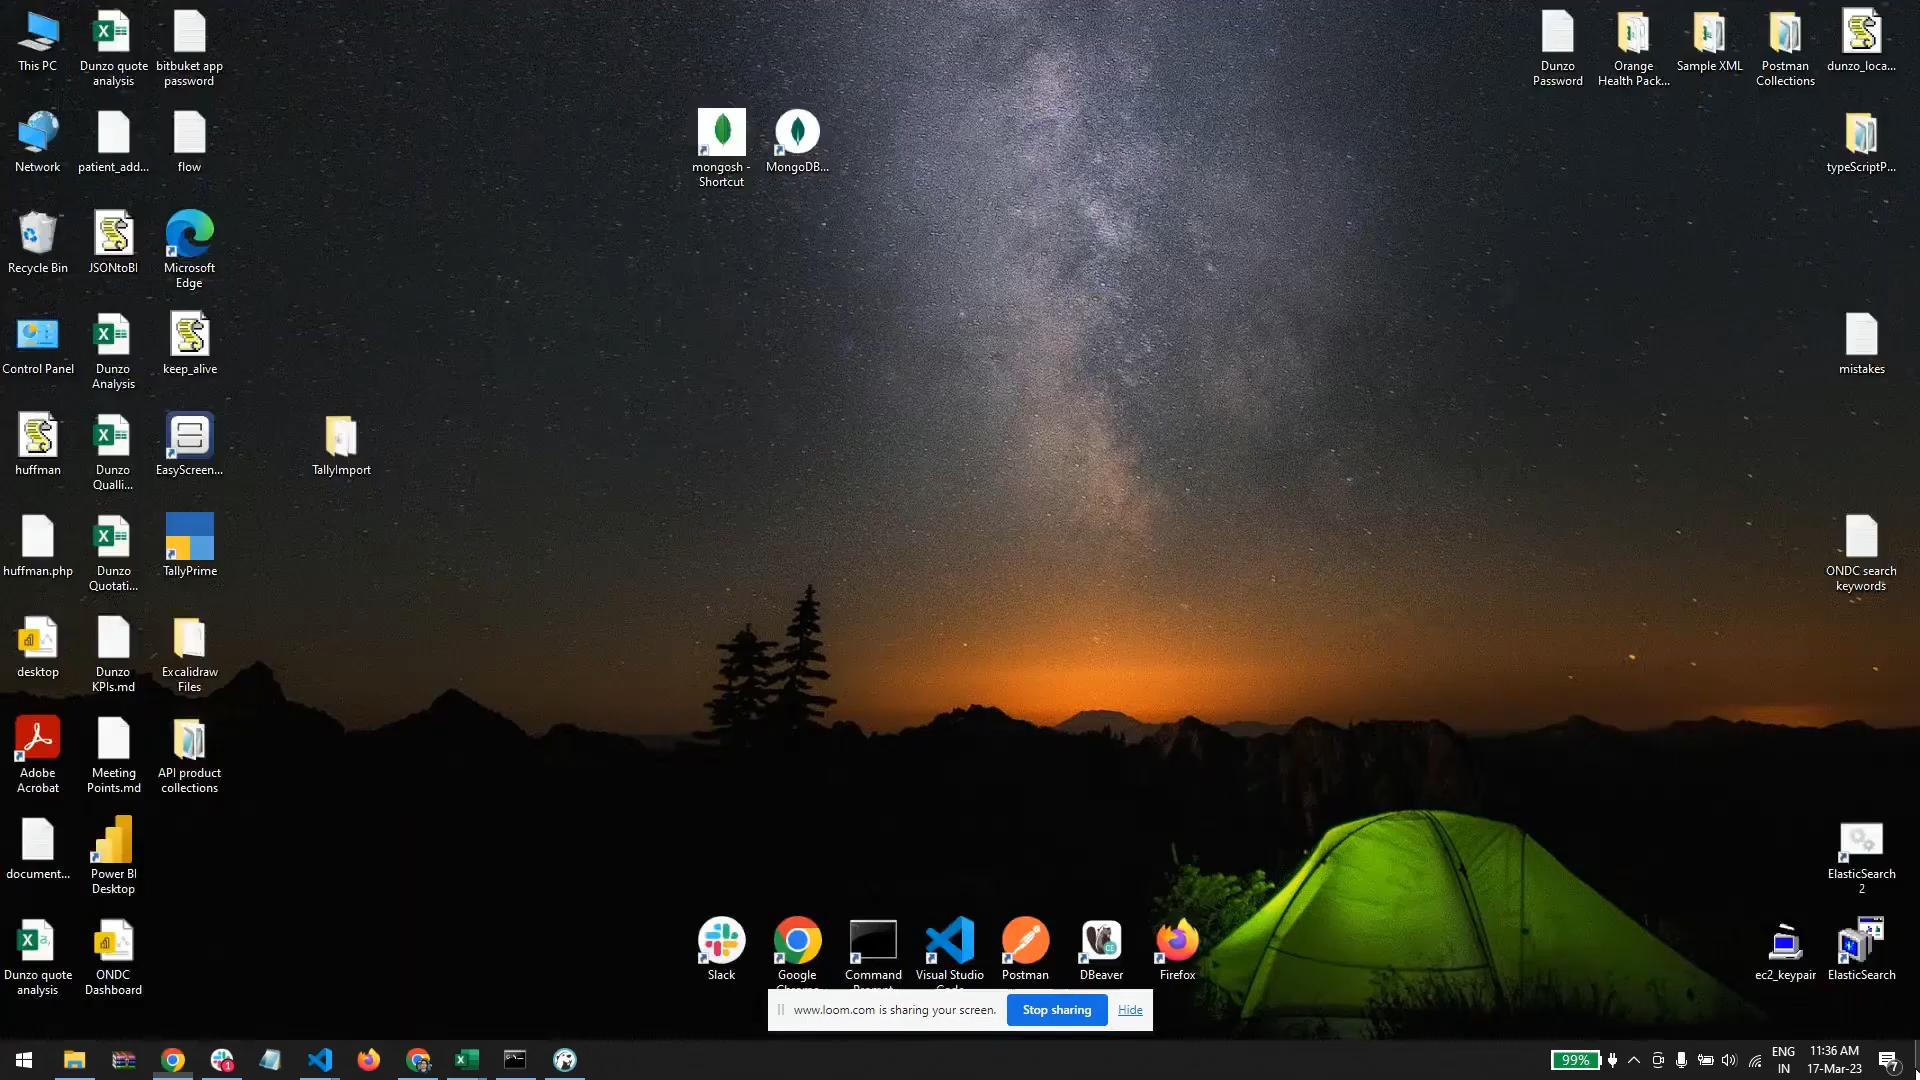 This PC
Dunzo quote
analysis
bitbuket app
password
Dunzo
Password
Orange
Health Pack...
Sample XML
Postman
Collections
dunzo_loca...
Network
patient_add...
flow
mongosh -
Shortcut
MongoDB...
typeScriptP...
Recycle Bin
JSONtoBI
Microsoft
Edge
Control Panel
Dunzo
Analysis
keep_alive
mistakes
huffman
Dunzo
Qualli...
EasyScreen...
TallyImport
huffman.php
Dunzo
Quotati...
TallyPrime
ONDC search
keywords
desktop
Dunzo
KPIs.md
Excalidraw
Files
Adobe
Acrobat
Meeting
Points.md
API product
collections
document...
Power BI
Desktop
ElasticSearch
2
Dunzo quote
analysis
ONDC
Dashboard
Slack
Google
Command
Visual Studio
Postman
DBeaver
Firefox
ec2_keypair
ElasticSearch
www.loom.com is sharing your screen.
Stop sharing
Hide
1
99%
ENG
IN
11:36 AM
17-Mar-23
7